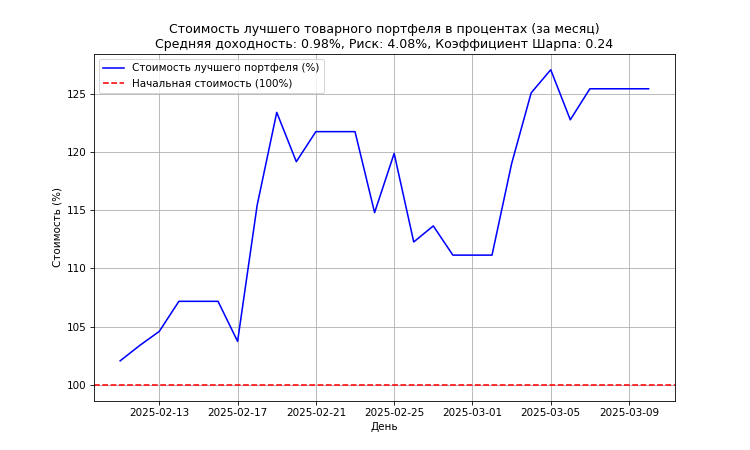 Стоимость лучшего товарного портфеля в процентах (за месяц)
Средняя доходность: 0.98%, Риск: 4.08%, Коэффициент Шарпа: 0.24
Стоимость лучшего портфеля (%)
Начальная стоимость (100%)
Стоимость (%)
125
120
115
110
105
100
2025-02-13
2025-02-17
2025-02-21
2025-02-25
2025-03-01
2025-03-05
2025-03-09
День